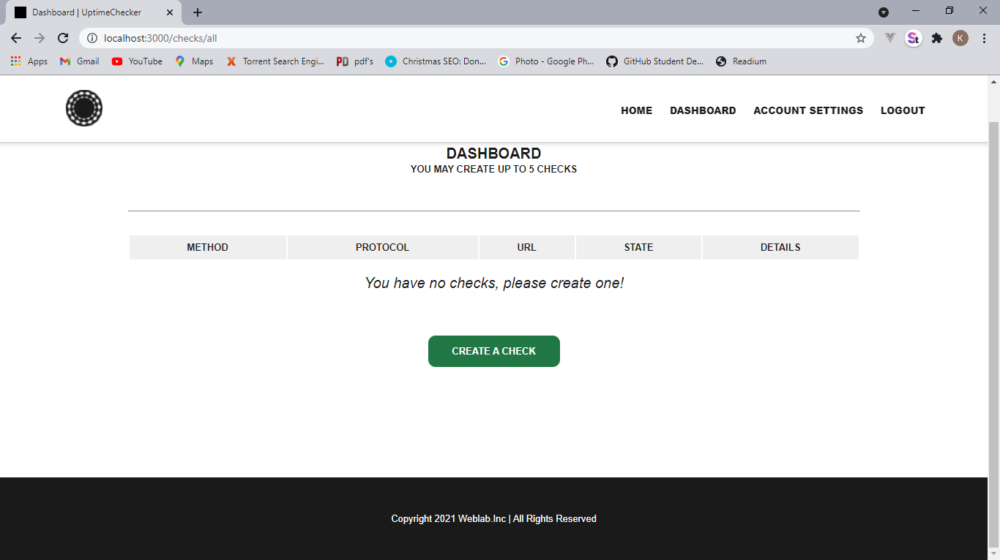 Dashboard | UptimeChecker
localhost:3000/checks/all
K
Apps Gmail YouTube Maps Torrent Search Engi... PD pdf's Christmas SEO: Don... Photo - Google Ph... GitHub Student De... Readium
HOME DASHBOARD ACCOUNT SETTINGS LOGOUT
DASHBOARD
YOU MAY CREATE UP TO 5 CHECKS
METHOD PROTOCOL URL STATE DETAILS
You have no checks, please create one!
CREATE A CHECK
Copyright 2021 Weblab.Inc | All Rights Reserved